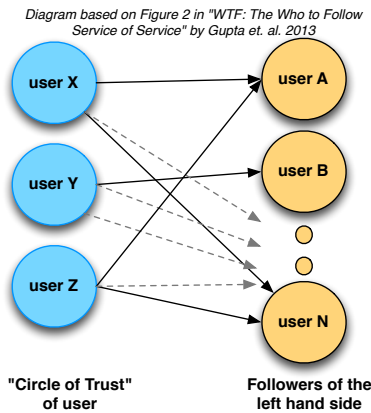 Diagram based on Figure 2 in "WTF: The Who to Follow
Service of Service" by Gupta et. al. 2013
user X
user A
user Y
user B
user Z
user N
"Circle of Trust"
of user
Followers of the
left hand side